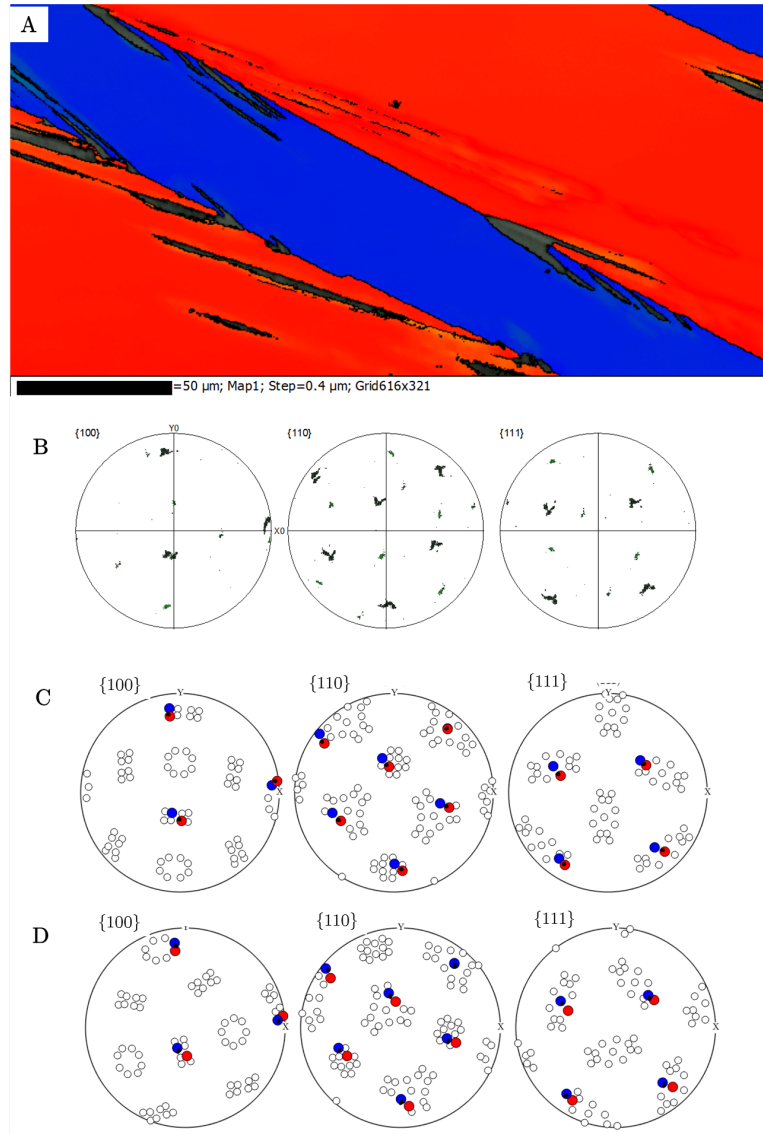 A
=50 µm; Map1; Step=0.4 µm; Grid616x321
B
{100}
Y0
X0
{110}
{111}
C
{100}
Y
X
{110}
Y
X
{111}
Y
X
D
{100}
X
{110}
Y
X
{111}
Y
X